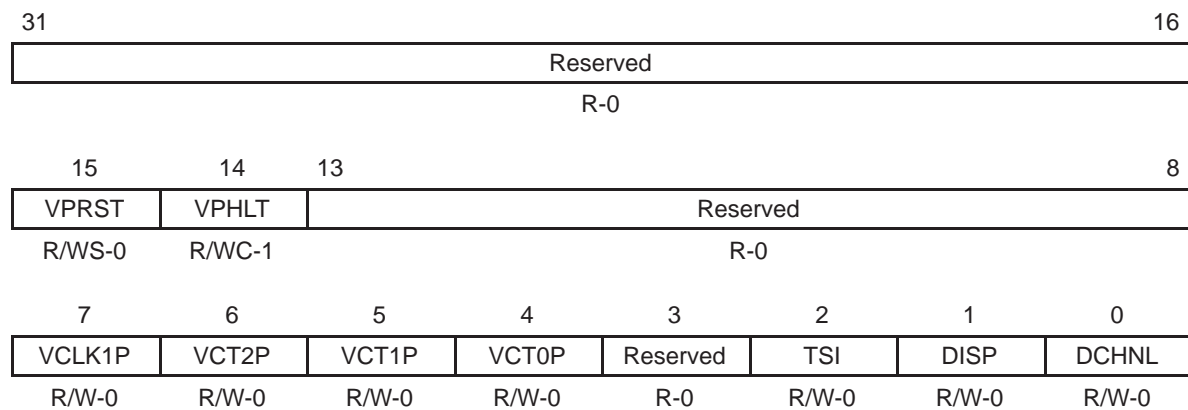 31 16
Reserved
R-0
15 14 13 8
VPRST VPHLT Reserved
R/WS-0 R/WC-1 R-0
7 6 5 4 3 2 1 0
VCLK1P VCT2P VCT1P VCT0P Reserved TSI DISP DCHNL
R/W-0 R/W-0 R/W-0 R/W-0 R-0 R/W-0 R/W-0 R/W-0